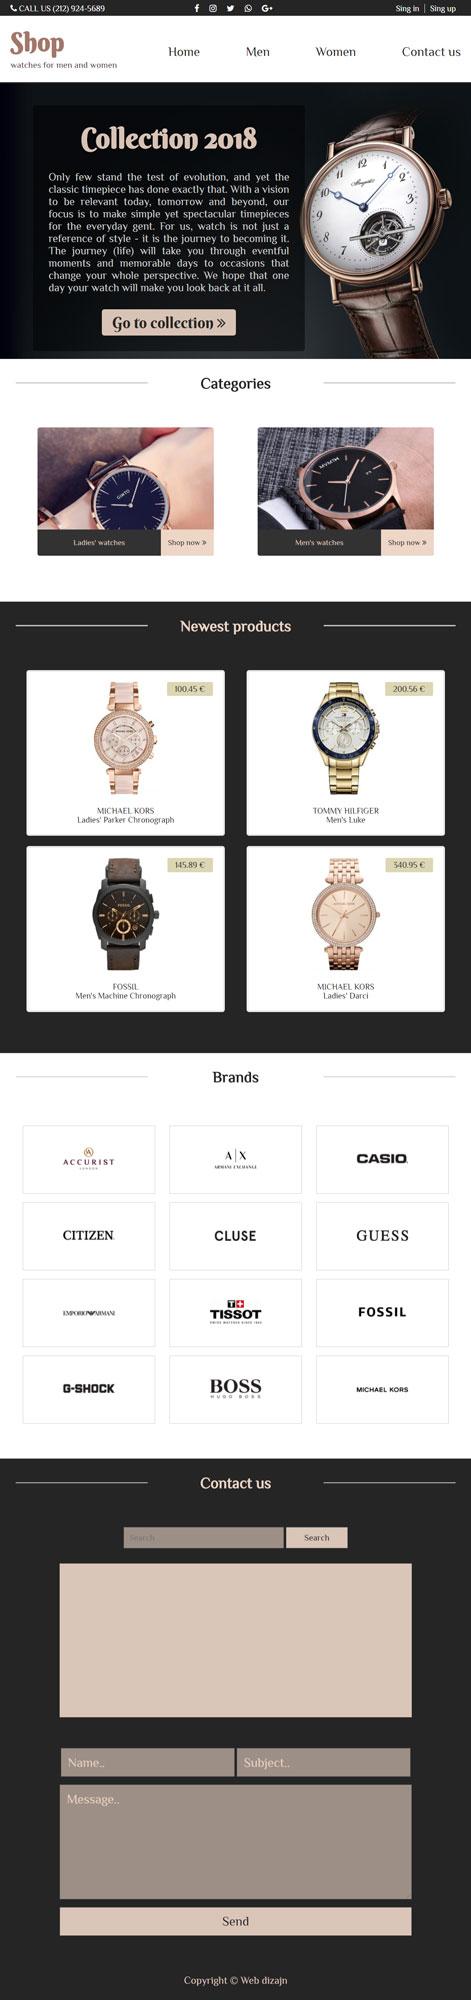 CALL US (212) 924-5689
Sing in | Sing up
Shop
watches for men and women
Home Men Women Contact us
Collection 2018
Only few stand the test of evolution, and yet the
classic timepiece has done exactly that. With a vision
to be relevant today, tomorrow and beyond, our
focus is to make simple yet spectacular timepieces
for the everyday gent. For us, watch is not just a
reference of style - it is the journey to becoming it.
The journey (life) will take you through eventful
moments and memorable days to occasions that
change your whole perspective. We hope that one
day your watch will make you look back at it all.
Go to collection »
Categories
GINTO
MVMTH
Ladies' watches
Shop now »
Men's watches
Shop now »
Newest products
100.45 €
MICHAEL KORS
Ladies' Parker Chronograph
200.56 €
TOMMY HILFIGER
Men's Luke
145.89 €
FOSSIL
FOSSIL
Men's Machine Chronograph
340.95 €
MICHAEL KORS
Ladies' Darci
Brands
ACCURIST
LONDON
A|X
ARMANI EXCHANGE
CASIO
CITIZEN
CLUSE
GUESS
EMPORIO ARMANI
TISSOT
SWISS WATCHES SINCE 1853
FOSSIL
G-SHOCK
BOSS
HUGO BOSS
MICHAEL KORS
Contact us
Search
Search
Name..
Subject..
Message..
Send
Copyright © Web dizajn